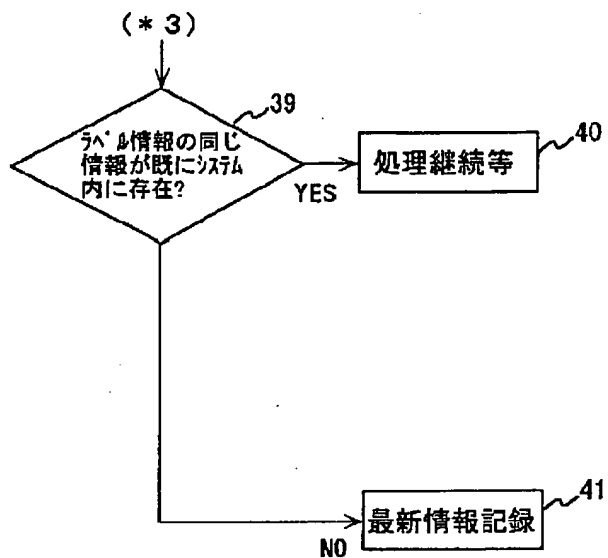 (＊3)
39
ﾗﾍﾞﾙ情報の同じ
情報が既にｼｽﾃﾑ
内に存在?
YES
処理継続等
40
NO
最新情報記録
41